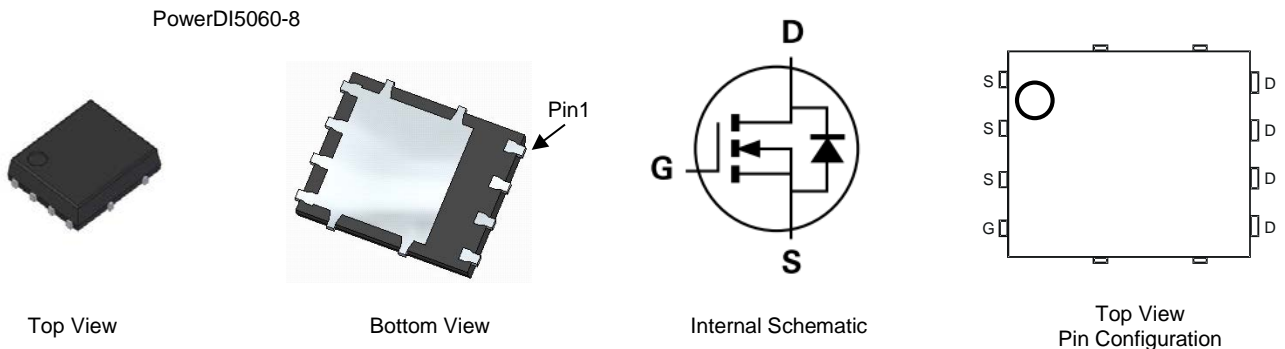 PowerDI5060-8
Pin1
D
G
S
S
S
S
G
D
D
D
D
Top View
Bottom View
Internal Schematic
Top View
Pin Configuration